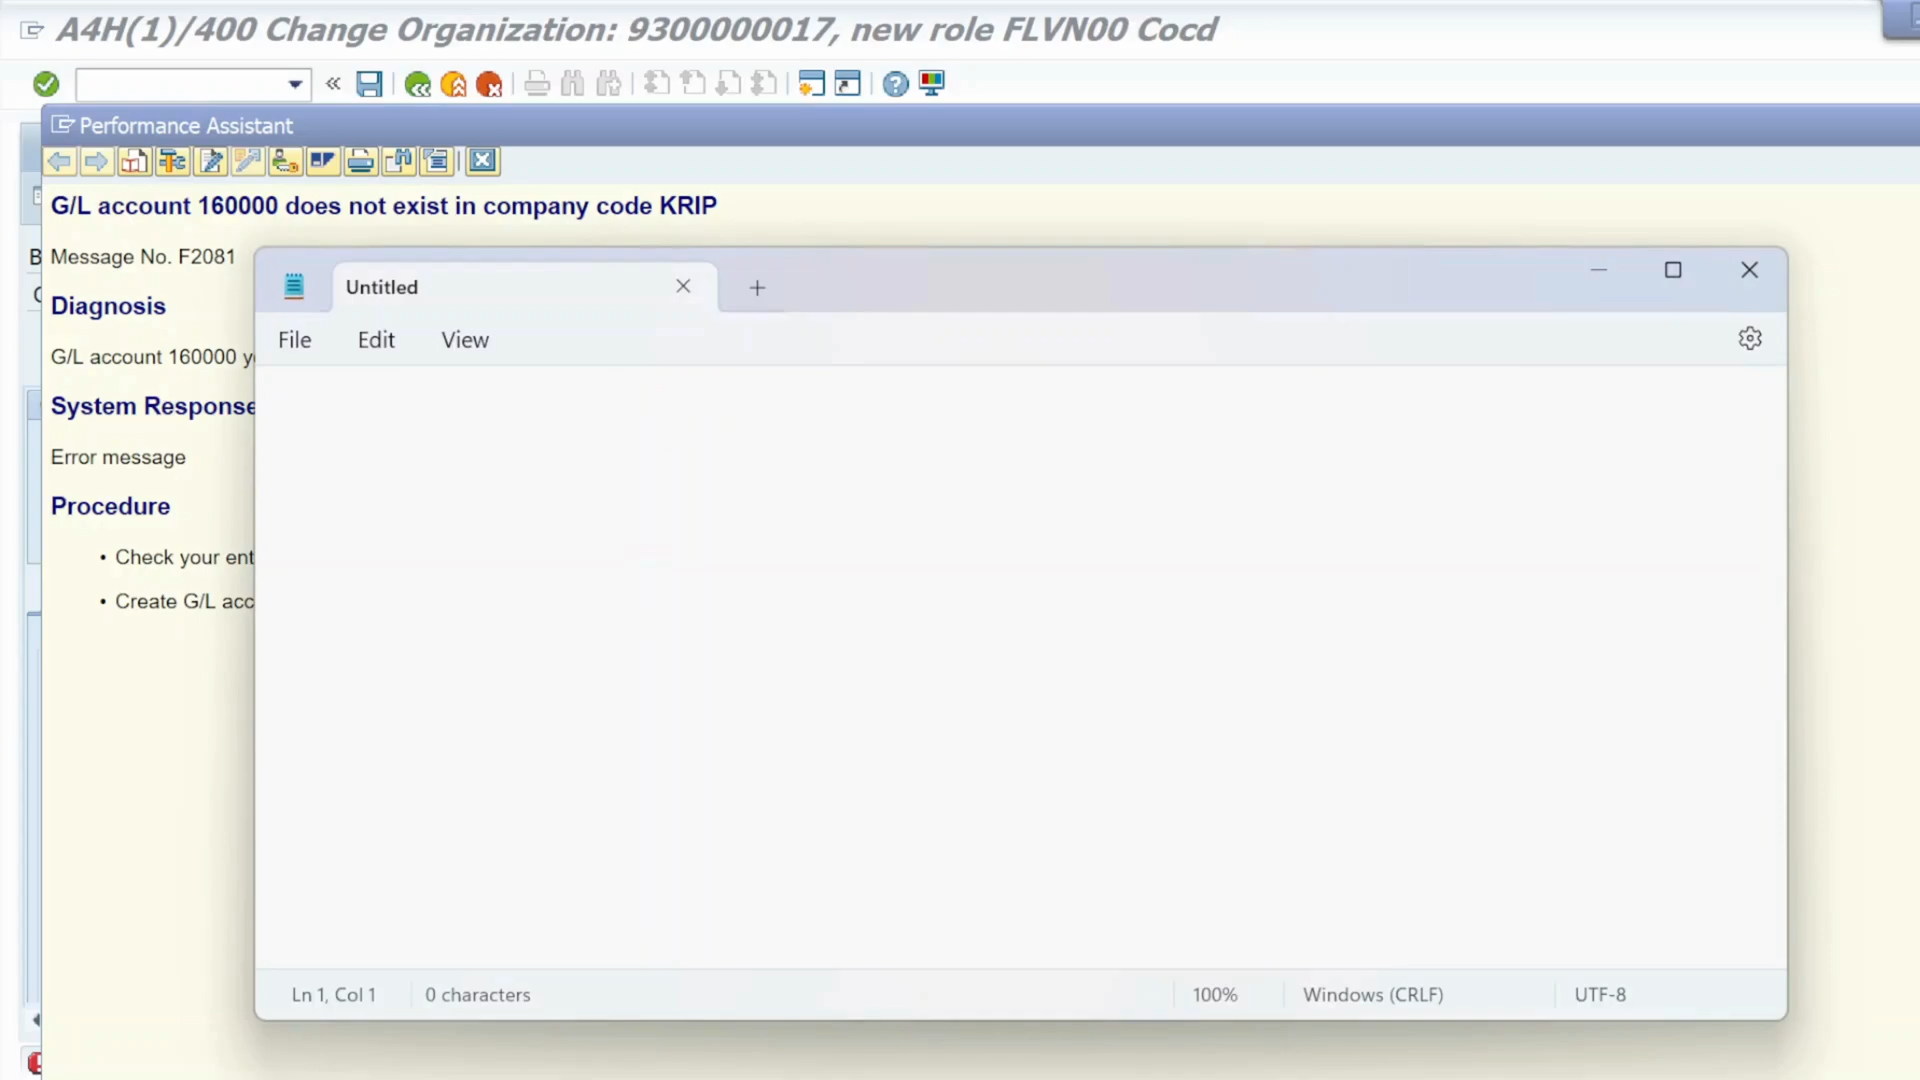 A4H(1)/400 Change Organization: 9300000017, new role FLVN00 Cocd
Performance Assistant
G/L account 160000 does not exist in company code KRIP
Message No. F2081
Diagnosis
G/L account 160000
System Response
Error message
Procedure
• Check your
• Create G/L
Untitled
File Edit View
Ln 1, Col 1 0 characters 100% Windows (CRLF) UTF-8